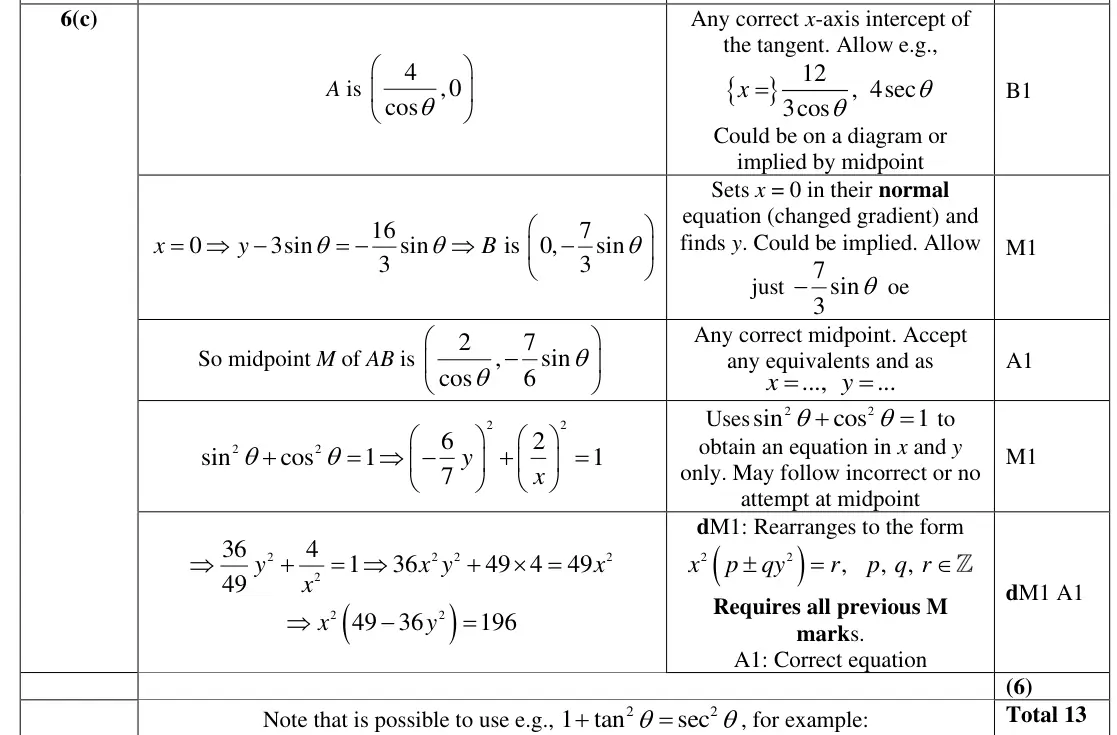 6(c)
A is (4/cosθ, 0)
Any correct x-axis intercept of
the tangent. Allow e.g.,
{x =} 12/3cosθ, 4secθ
Could be on a diagram or
implied by midpoint
B1
x = 0 ⇒ y − 3sinθ = −16/3 sinθ ⇒ B is (0, −7/3 sinθ)
Sets x = 0 in their normal
equation (changed gradient) and
finds y. Could be implied. Allow
just −7/3 sinθ oe
M1
So midpoint M of AB is (2/cosθ, −7/6 sinθ)
Any correct midpoint. Accept
any equivalents and as
x = ..., y = ...
A1
sin²θ + cos²θ = 1 ⇒ (−6/7 y)² + (2/x)² = 1
Uses sin²θ + cos²θ = 1 to
obtain an equation in x and y
only. May follow incorrect or no
attempt at midpoint
M1
⇒ 36/49 y² + 4/x² = 1 ⇒ 36x²y² + 49 × 4 = 49x²
⇒ x²(49 − 36y²) = 196
dM1: Rearranges to the form
x²(p ± qy²) = r, p, q, r ∈ ℤ
Requires all previous M
marks.
A1: Correct equation
dM1 A1
(6)
Note that is possible to use e.g., 1 + tan²θ = sec²θ, for example:
Total 13